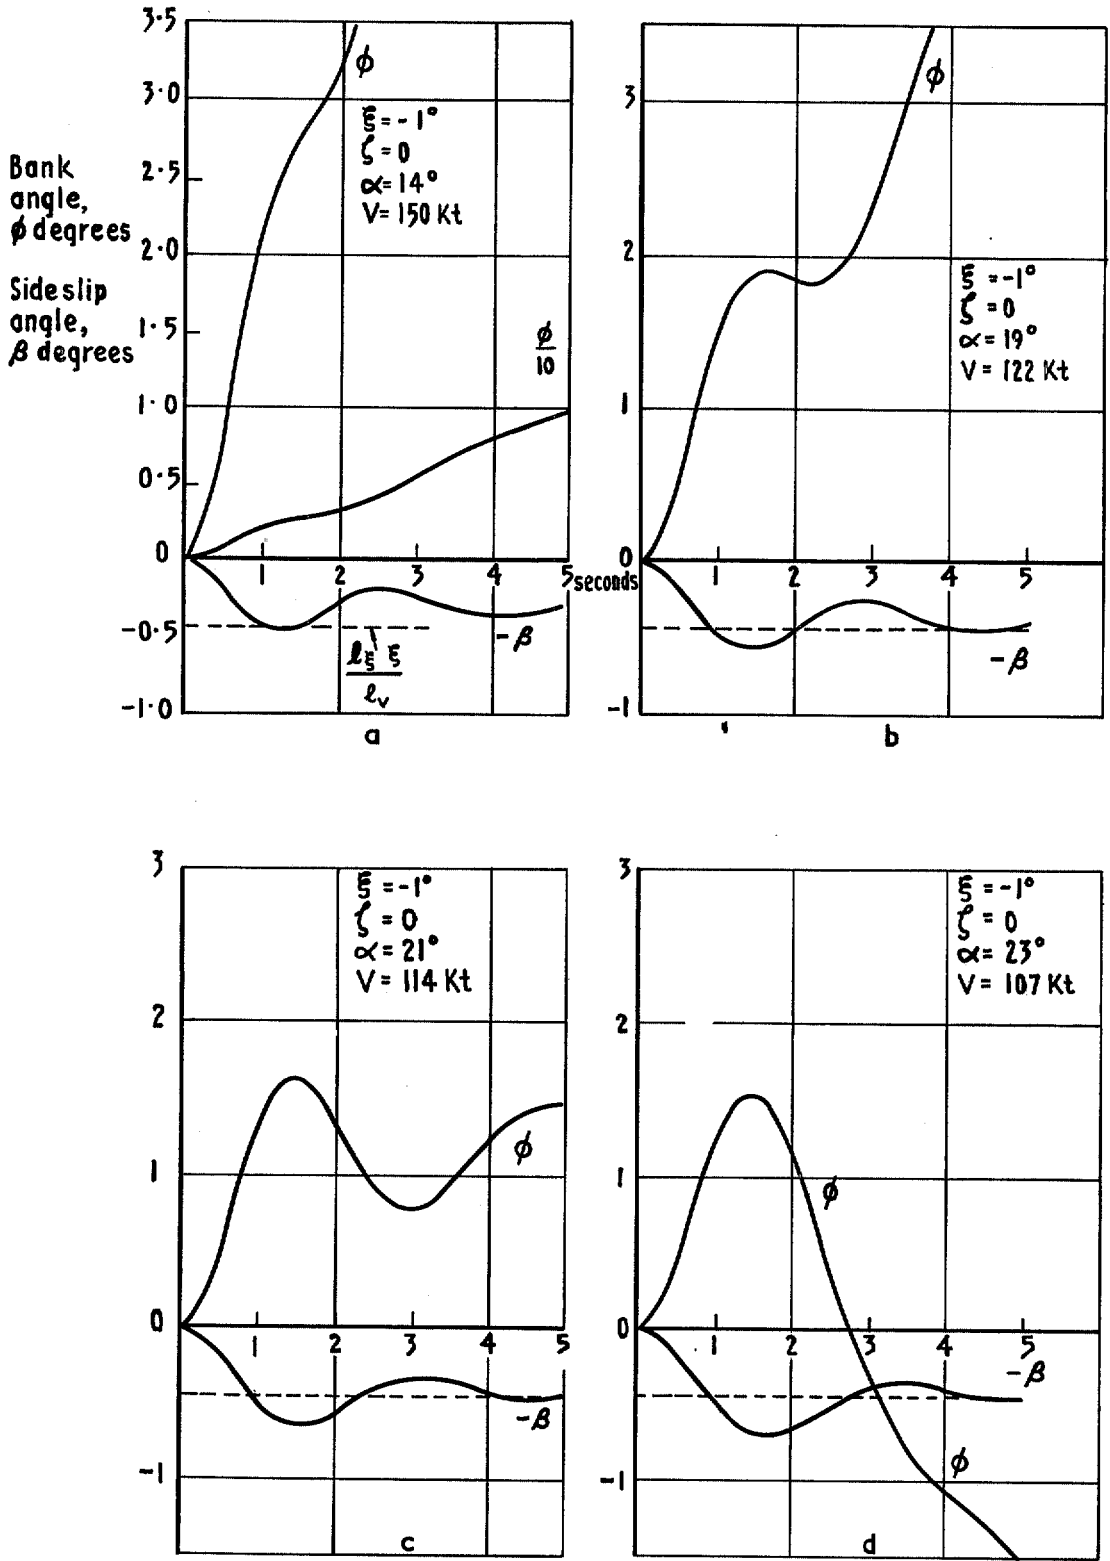 3·5
3·0
2·5
2·0
1·5
1·0
0·5
0
-0·5
-1·0
Bank
angle,
ϕ degrees
Sideslip
angle,
β degrees
ϕ
ξ = -1°
ζ = 0
α = 14°
V = 150 Kt
ϕ
10
1 2 3 4 5 seconds
-β
lξ ξ
lv
a
3
2
1
0
-1
ϕ
ξ = -1°
ζ = 0
α = 19°
V = 122 Kt
1 2 3 4 5
-β
b
3
2
1
0
-1
ξ = -1°
ζ = 0
α = 21°
V = 114 Kt
ϕ
1 2 3 4 5
-β
c
3
2
1
0
-1
ξ = -1°
ζ = 0
α = 23°
V = 107 Kt
ϕ
1 2 3 4 5
-β
ϕ
d